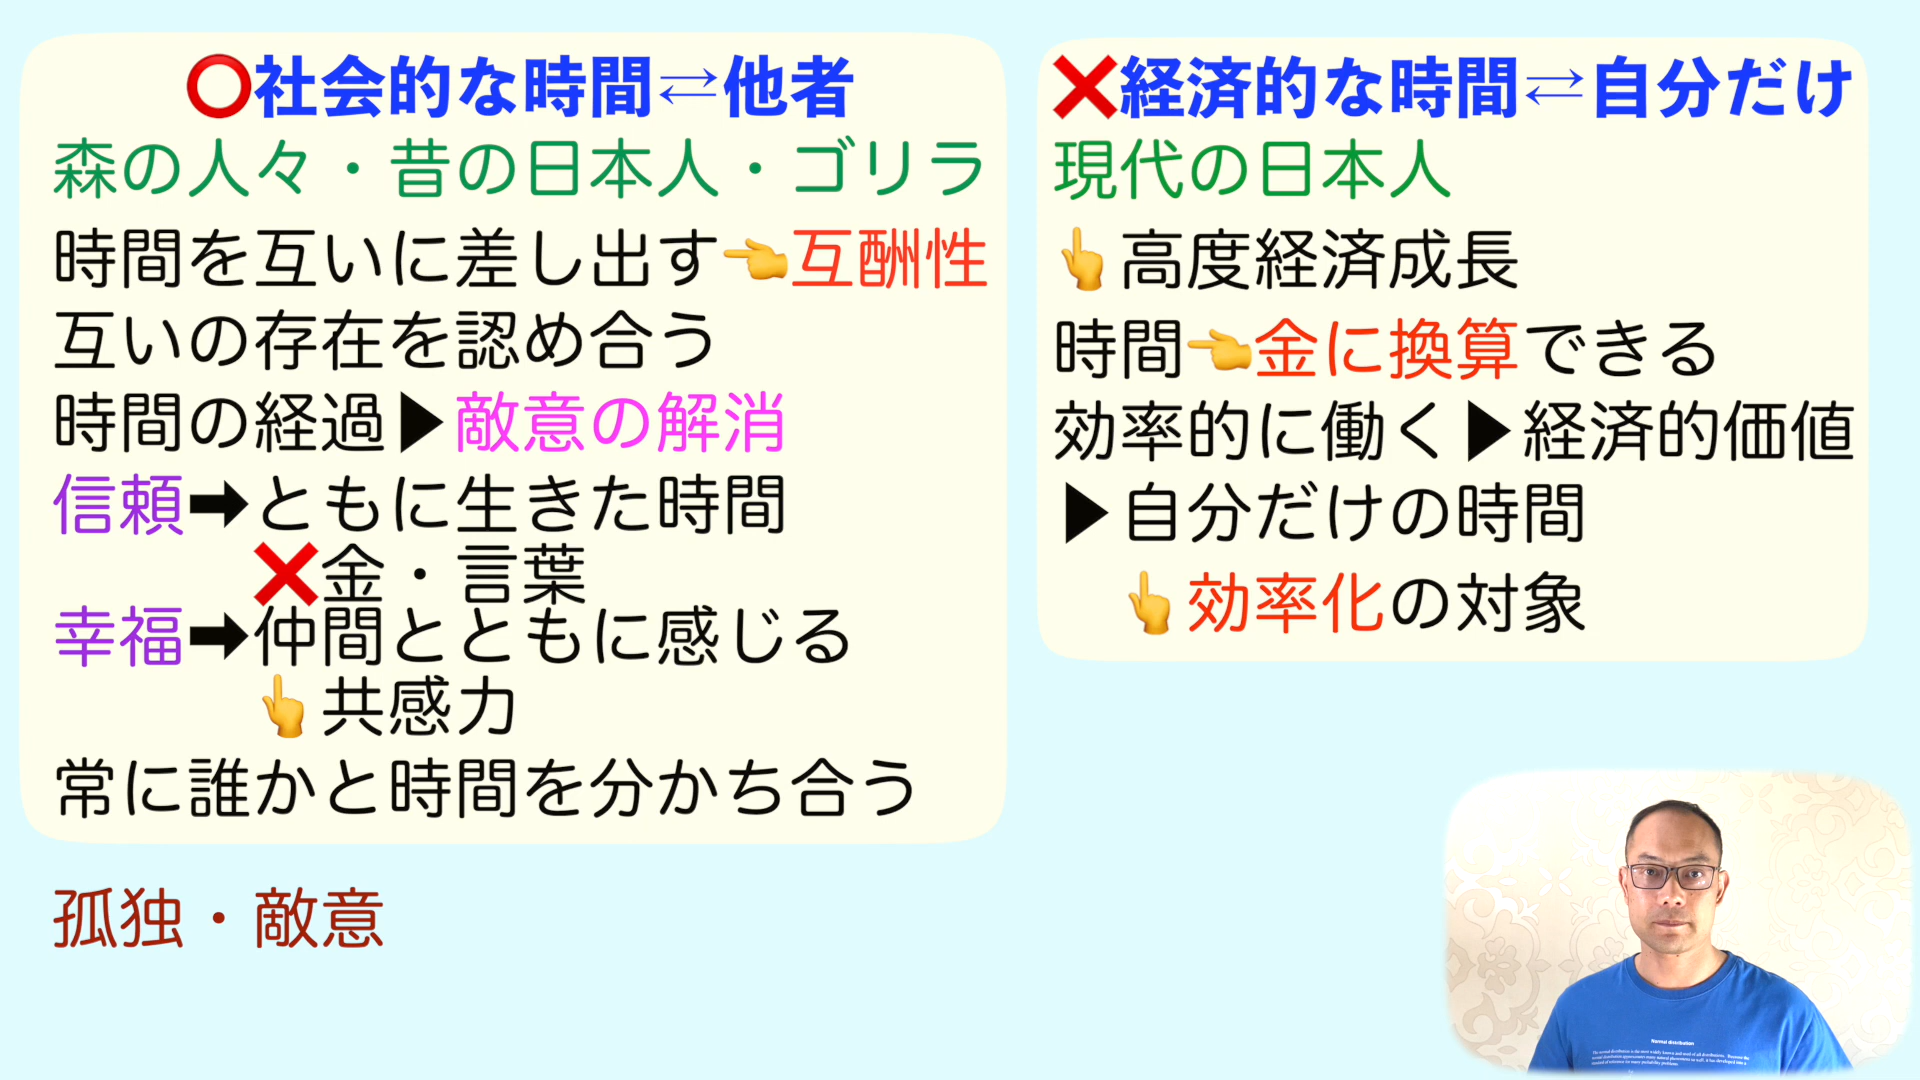 ⭕社会的な時間⇄他者
森の人々・昔の日本人・ゴリラ
時間を互いに差し出す👈互酬性
互いの存在を認め合う
時間の経過▶敵意の解消
信頼➡ともに生きた時間
❌金・言葉
幸福➡仲間とともに感じる
👆共感力
常に誰かと時間を分かち合う
孤独・敵意
❌経済的な時間⇄自分だけ
現代の日本人
👆高度経済成長
時間👈金に換算できる
効率的に働く▶経済的価値
▶自分だけの時間
👆効率化の対象
Normal distribution